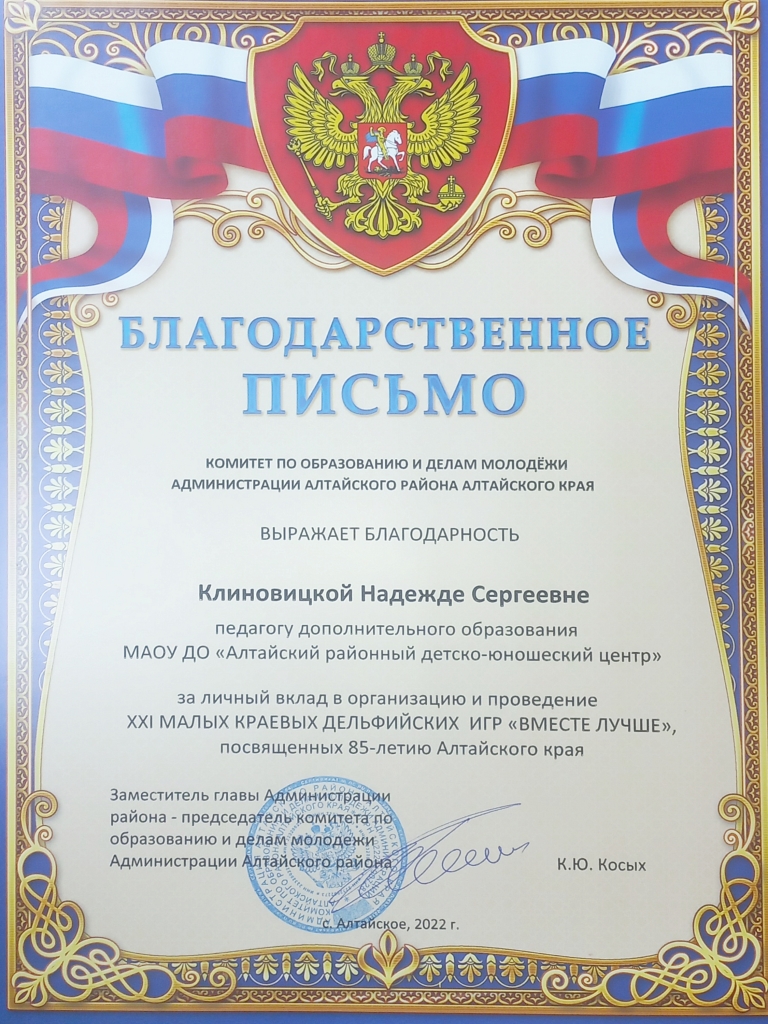 БЛАГОДАРСТВЕННОЕ
ПИСЬМО
КОМИТЕТ ПО ОБРАЗОВАНИЮ И ДЕЛАМ МОЛОДЁЖИ
АДМИНИСТРАЦИИ АЛТАЙСКОГО РАЙОНА АЛТАЙСКОГО КРАЯ
ВЫРАЖАЕТ БЛАГОДАРНОСТЬ
Клиновицкой Надежде Сергеевне
педагогу дополнительного образования
МАОУ ДО «Алтайский районный детско-юношеский центр»
за личный вклад в организацию и проведение
XXI МАЛЫХ КРАЕВЫХ ДЕЛЬФИЙСКИХ ИГР «ВМЕСТЕ ЛУЧШЕ»,
посвященных 85-летию Алтайского края
Заместитель главы Администрации
района - председатель комитета по
образованию и делам молодежи
Администрации Алтайского района
К.Ю. Косых
с. Алтайское, 2022 г.